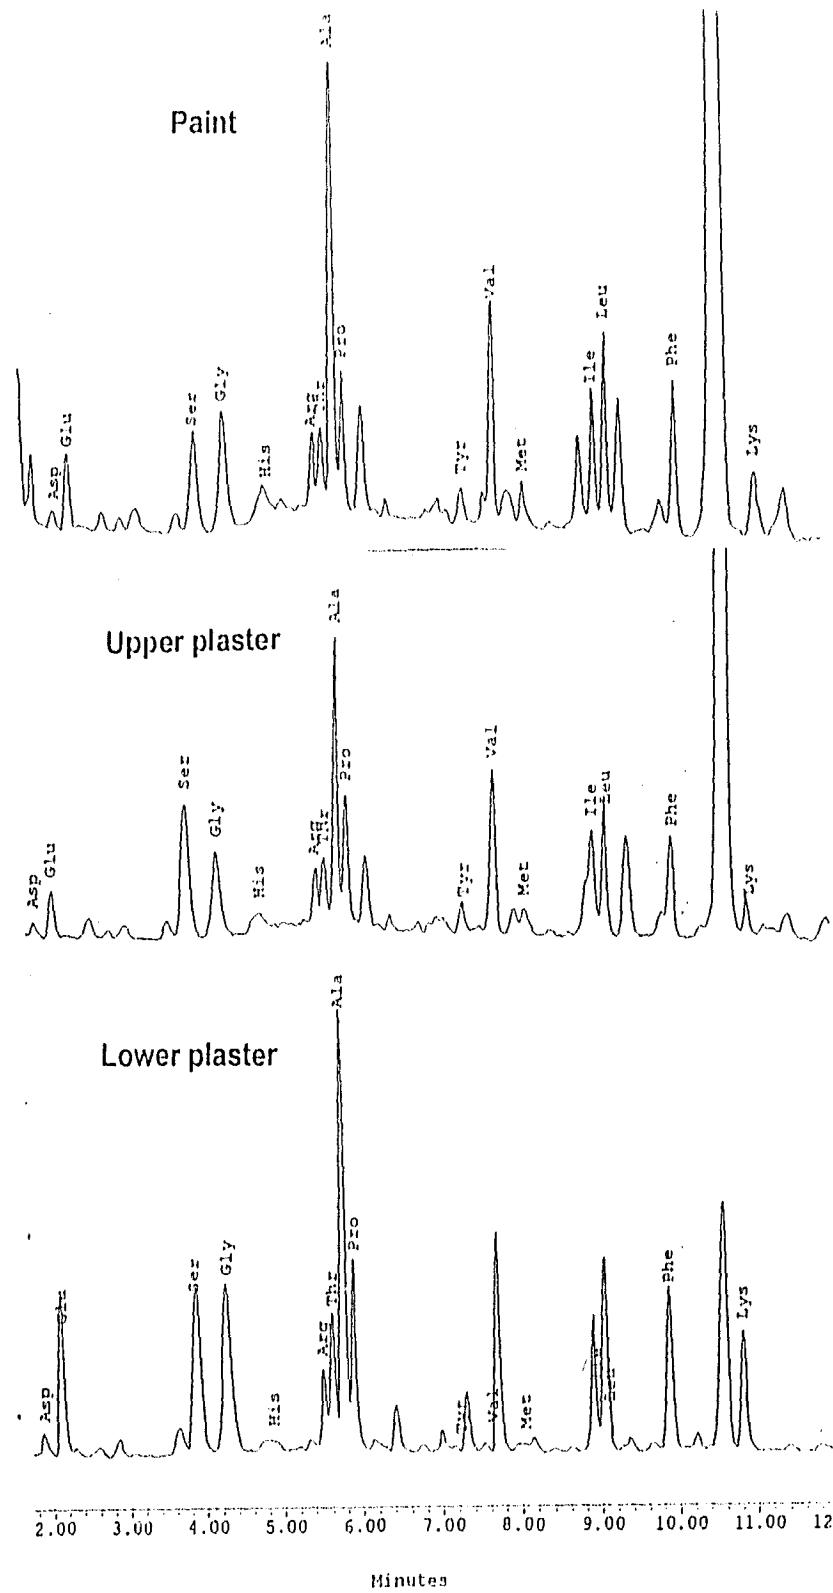 Paint
Asp
Glu
Ser
Gly
His
Arg
Thr
Ala
Pro
Tyr
Val
Met
Ile
Leu
Phe
Lys
Upper plaster
Asp
Glu
Ser
Gly
His
Arg
Thr
Ala
Pro
Tyr
Val
Met
Ile
Leu
Phe
Lys
Lower plaster
Asp
Glu
Ser
Gly
His
Arg
Thr
Ala
Pro
Tyr
Val
Met
Leu
Phe
Lys
2.00 3.00 4.00 5.00 6.00 7.00 8.00 9.00 10.00 11.00 12
Minutes